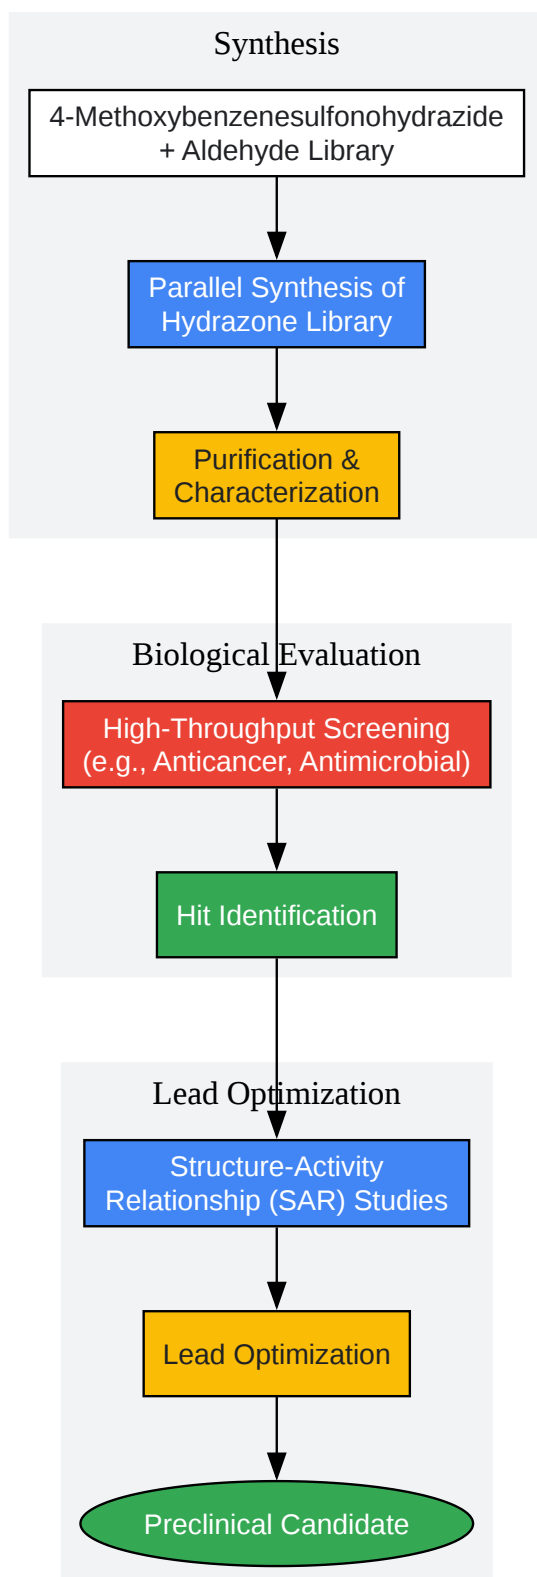 Synthesis
4-Methoxybenzenesulfonohydrazide
+ Aldehyde Library
Parallel Synthesis of
Hydrazone Library
Purification &
Characterization
Biological Evaluation
High-Throughput Screening
(e.g., Anticancer, Antimicrobial)
Hit Identification
Lead Optimization
Structure-Activity
Relationship (SAR) Studies
Lead Optimization
Preclinical Candidate